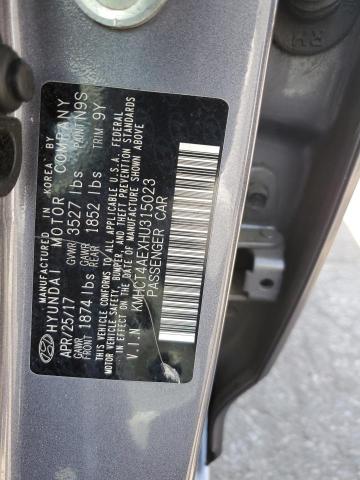 MANUFACTURED IN KOREA BY
HYUNDAI MOTOR COMPANY
APR/25/17 GVWR 3527 lbs PAINT N9S
GAWR FRONT 1874 lbs GAWR REAR 1852 lbs TRIM 9Y
THIS VEHICLE CONFORMS TO ALL APPLICABLE U.S.A. FEDERAL
MOTOR VEHICLE SAFETY, BUMPER, AND THEFT PREVENTION STANDARDS
IN EFFECT ON THE DATE OF MANUFACTURE SHOWN ABOVE
V.I.N. KMHCT4AEXHU315023
PASSENGER CAR